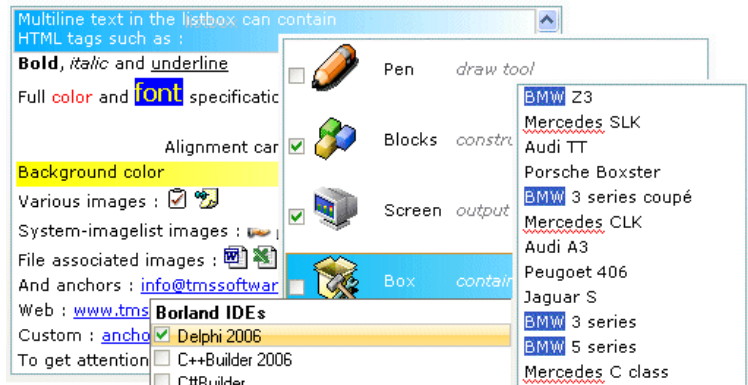 Multiline text in the listbox can contain
HTML tags such as :
Bold, italic and underline
Full color and font specificatio
Alignment can
Background color
Various images :
System-imagelist images :
File associated images :
And anchors : info@tmssoftwar
Web : www.tms
Custom : ancho
To get attention
Pen draw tool
Blocks constru
Screen output
Box contain
Borland IDEs
Delphi 2006
C++Builder 2006
BMW Z3
Mercedes SLK
Audi TT
Porsche Boxster
BMW 3 series coupé
Mercedes CLK
Audi A3
Peugoet 406
Jaguar S
BMW 3 series
BMW 5 series
Mercedes C class